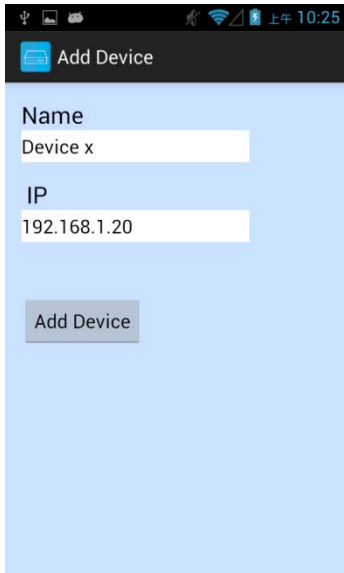 上午 10:25
Add Device
Name
Device x
IP
192.168.1.20
Add Device